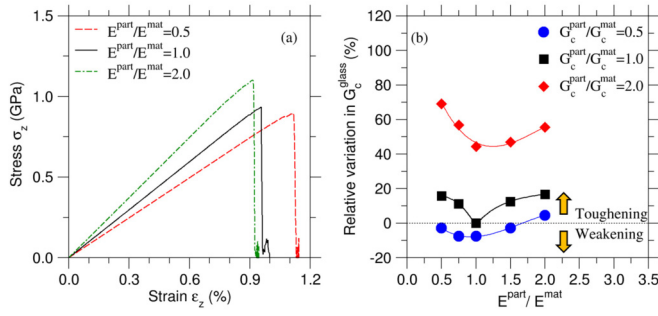 (a)
E^part/E^mat=0.5
E^part/E^mat=1.0
E^part/E^mat=2.0
Stress σ_z (GPa)
1.5
1.0
0.5
0.0
0.0 0.3 0.6 0.9 1.2
Strain ε_z (%)
(b)
G_c^part/G_c^mat=0.5
G_c^part/G_c^mat=1.0
G_c^part/G_c^mat=2.0
Relative variation in G_c^glass (%)
120
100
80
60
40
20
0
-20
Toughening
Weakening
0.0 0.5 1.0 1.5 2.0 2.5 3.0 3.5
E^part/ E^mat